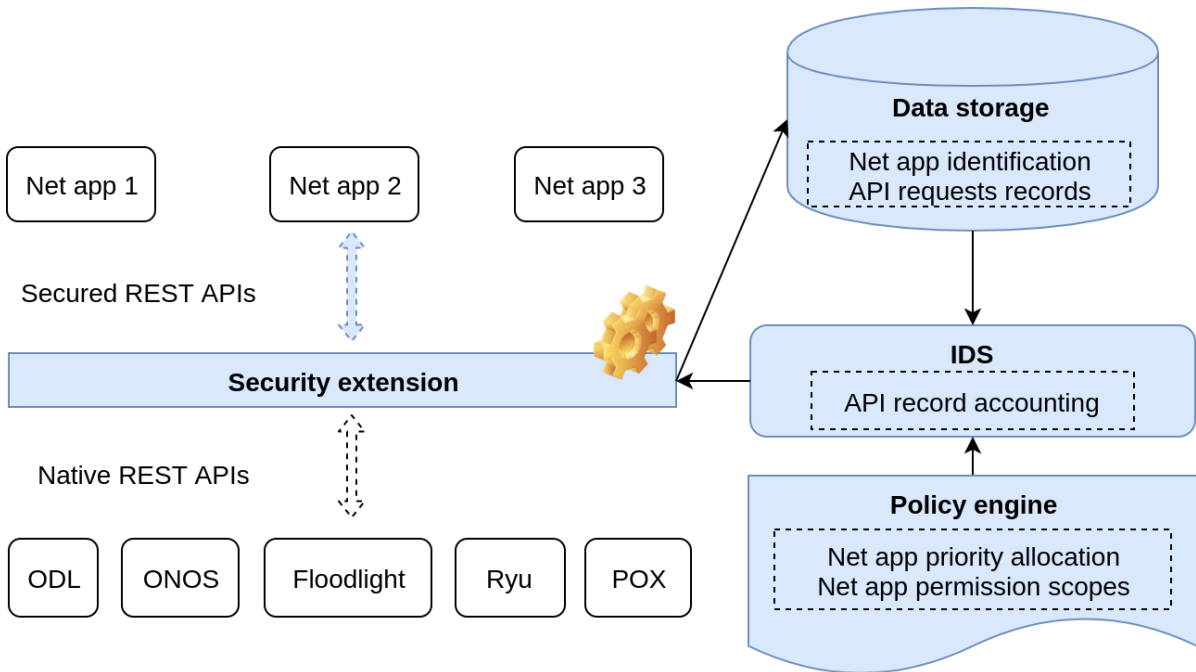 Net app 1
Net app 2
Net app 3
Secured REST APIs
Security extension
Native REST APIs
ODL
ONOS
Floodlight
Ryu
POX
Data storage
Net app identification
API requests records
IDS
API record accounting
Policy engine
Net app priority allocation
Net app permission scopes